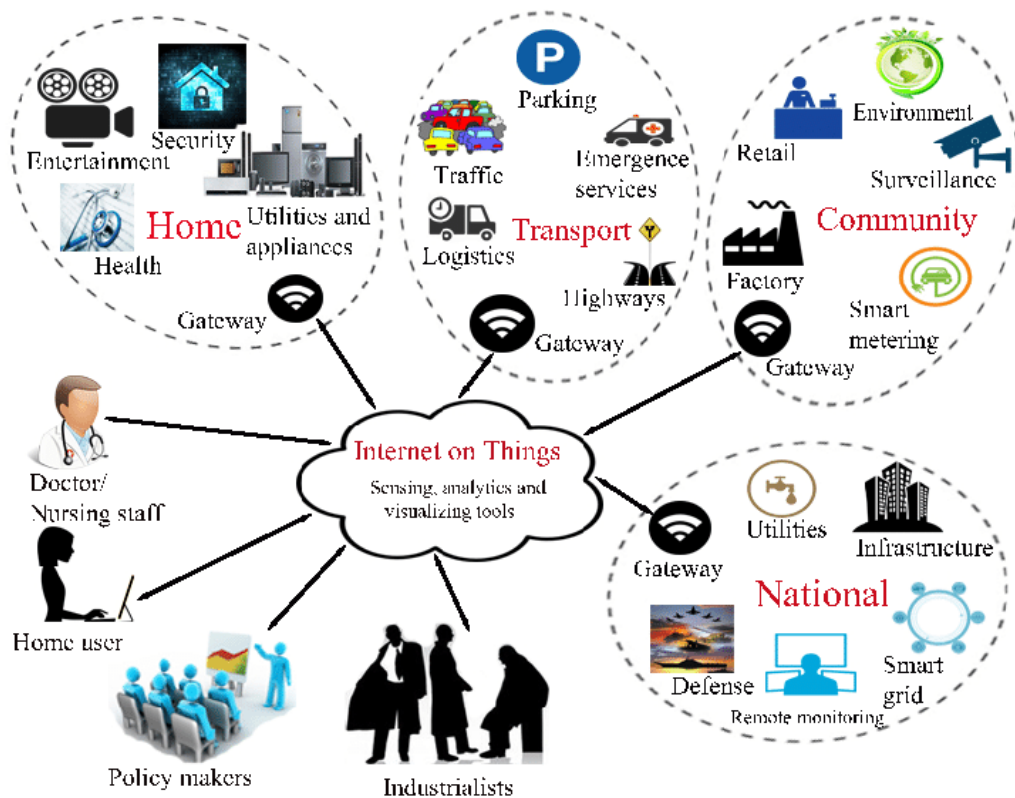 Entertainment
Security
Utilities and
appliances
Home
Health
Gateway
P
Parking
Traffic
Emergence
services
Logistics
Transport
Highways
Gateway
Retail
Environment
Surveillance
Community
Factory
Smart
metering
Gateway
Doctor/
Nursing staff
Home user
Policy makers
Industrialists
Internet on Things
Sensing, analytics and
visualizing tools
Gateway
Utilities
Infrastructure
National
Defense
Remote monitoring
Smart
grid